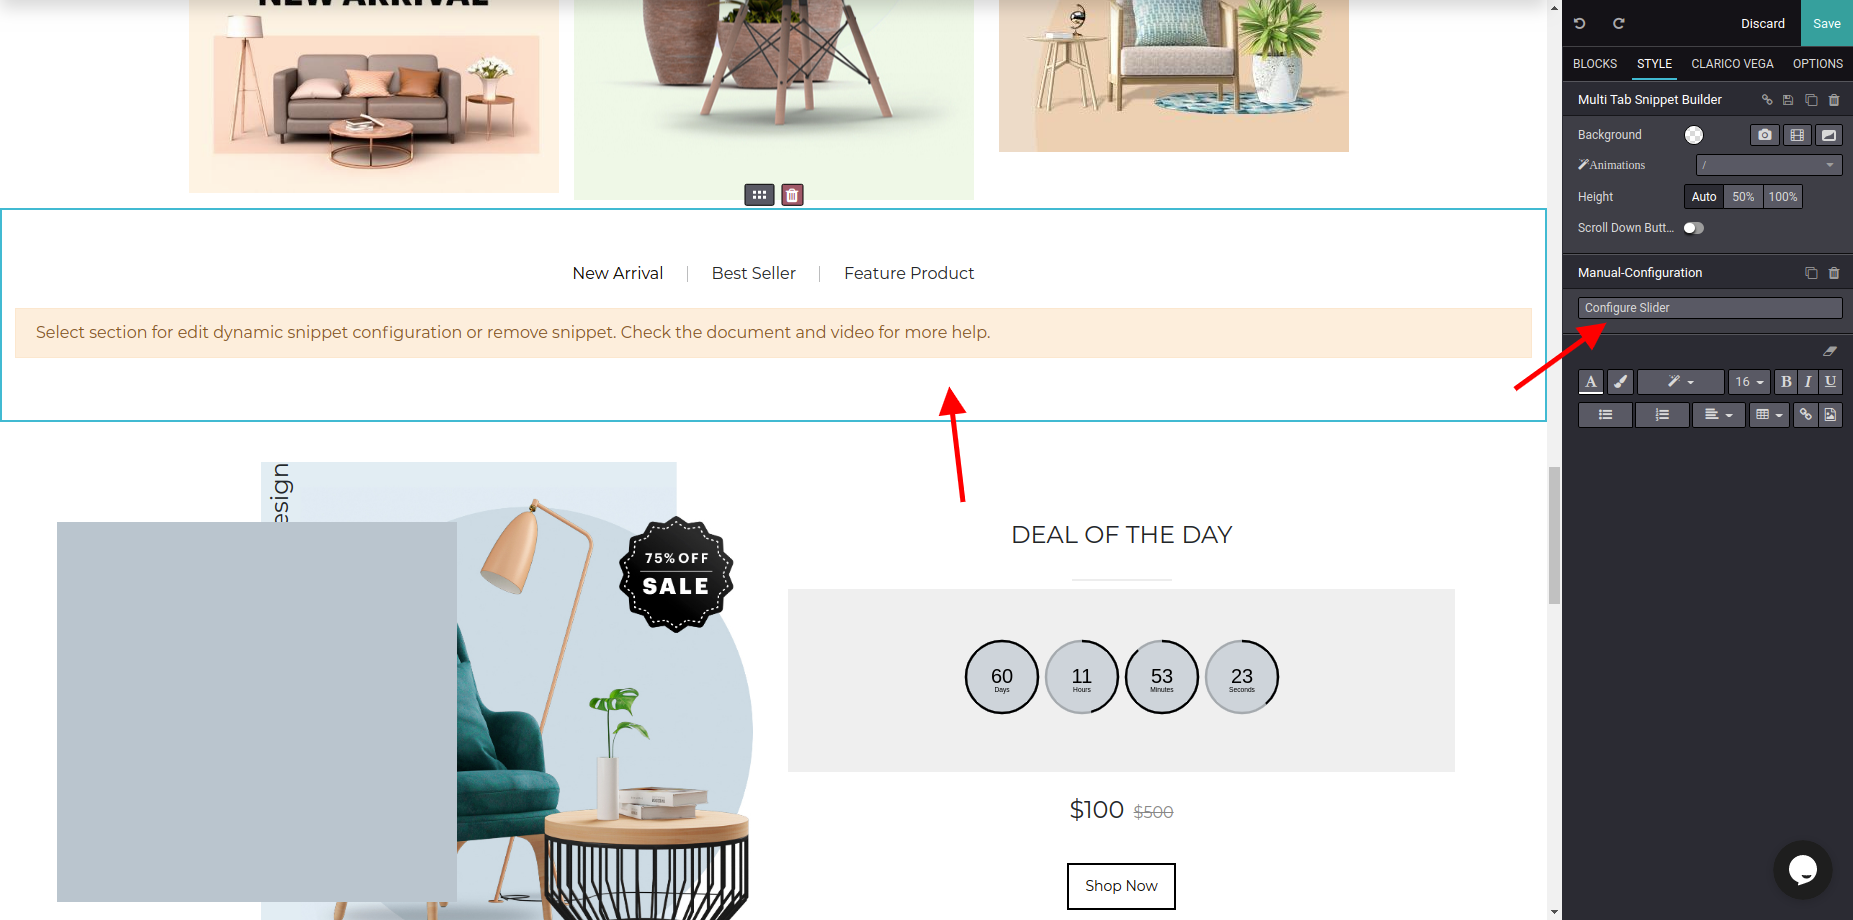 NEW ARRIVAL
New Arrival
Best Seller
Feature Product
Select section for edit dynamic snippet configuration or remove snippet. Check the document and video for more help.
esign
75% OFF
SALE
DEAL OF THE DAY
60
Days
11
Hours
53
Minutes
23
Seconds
$100 $500
Shop Now
Discard
Save
BLOCKS
STYLE
CLARICO VEGA
OPTIONS
Multi Tab Snippet Builder
Background
Animations
/
Height
Auto
50%
100%
Scroll Down Butt...
Manual-Configuration
Configure Slider
A
16
B
I
U